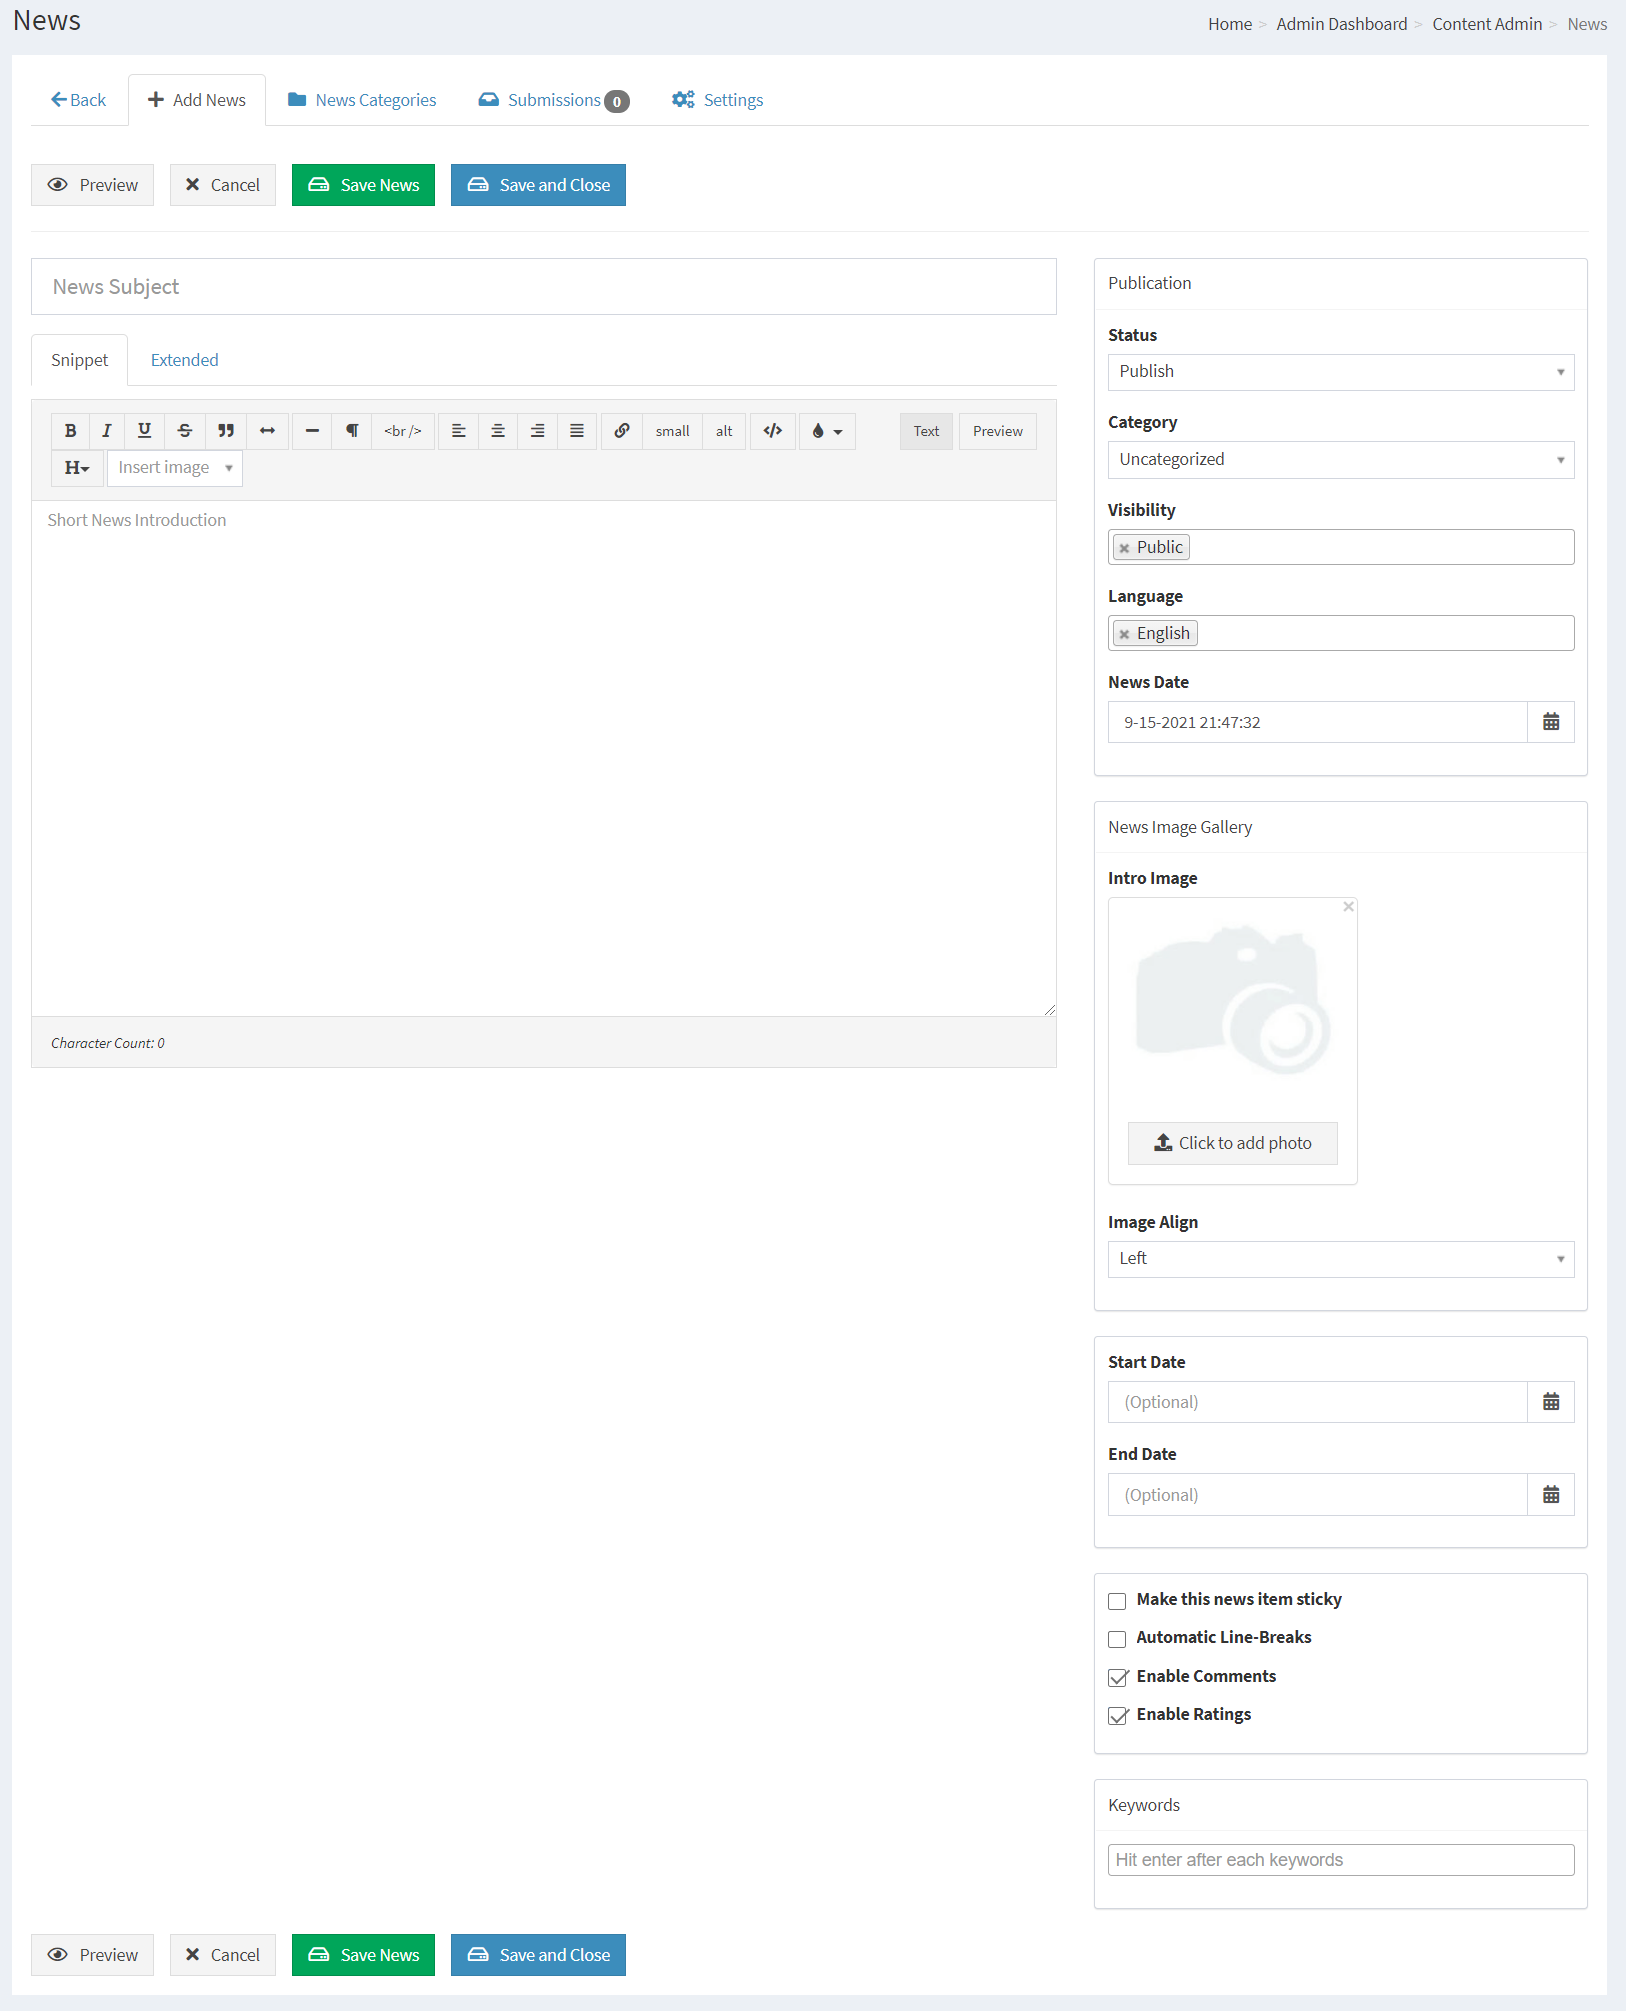 News
Home > Admin Dashboard > Content Admin > News
Back
Add News
News Categories
Submissions 0
Settings
Preview
Cancel
Save News
Save and Close
News Subject
Snippet
Extended
B I U S <br /> small alt </> Text Preview
H Insert image
Short News Introduction
Character Count: 0
Publication
Status
Publish
Category
Uncategorized
Visibility
× Public
Language
× English
News Date
9-15-2021 21:47:32
News Image Gallery
Intro Image
×
Click to add photo
Image Align
Left
Start Date
(Optional)
End Date
(Optional)
Make this news item sticky
Automatic Line-Breaks
Enable Comments
Enable Ratings
Keywords
Hit enter after each keywords
Preview
Cancel
Save News
Save and Close